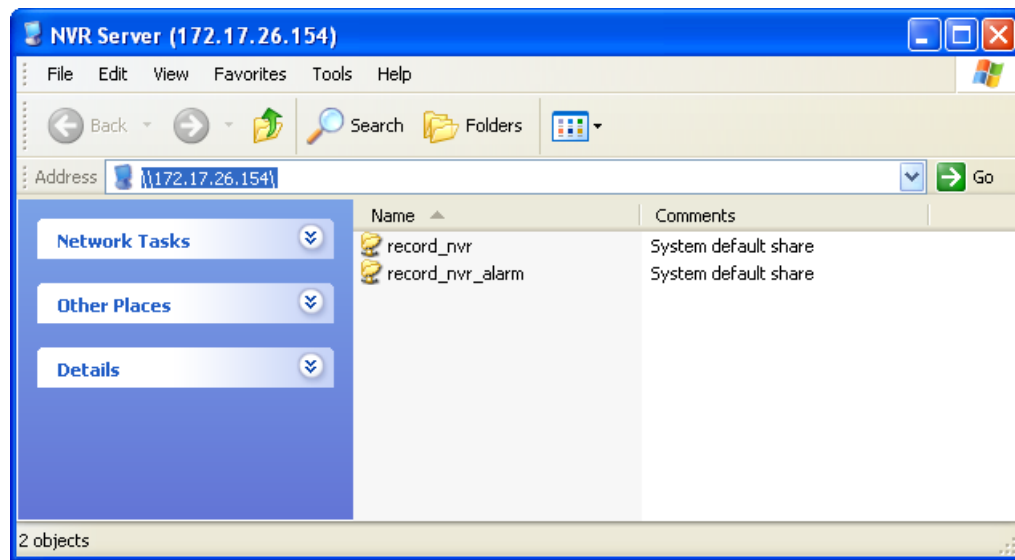 NVR Server (172.17.26.154)
File Edit View Favorites Tools Help
Back Search Folders
Address \\172.17.26.154\ Go
Name Comments
Network Tasks
record_nvr System default share
record_nvr_alarm System default share
Other Places
Details
2 objects